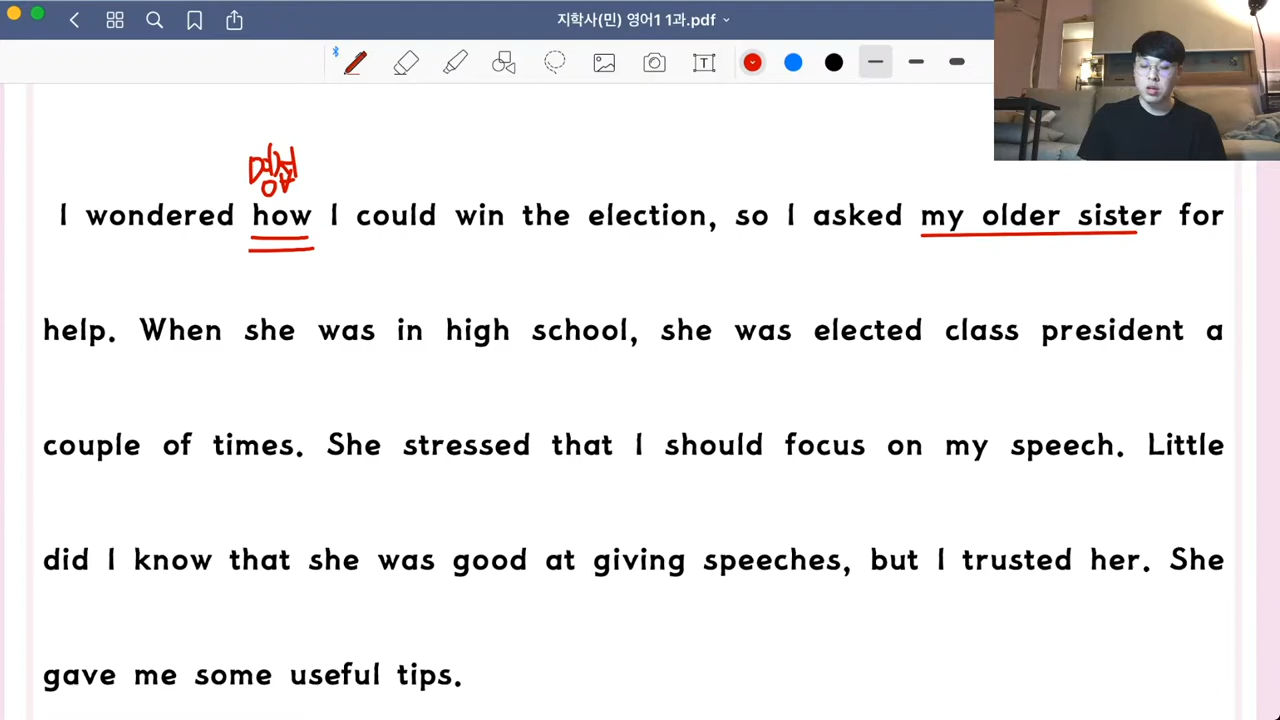 지학사(민) 영어1 1과.pdf
T
명접
I wondered how I could win the election, so I asked my older sister for
help. When she was in high school, she was elected class president a
couple of times. She stressed that I should focus on my speech. Little
did I know that she was good at giving speeches, but I trusted her. She
gave me some useful tips.